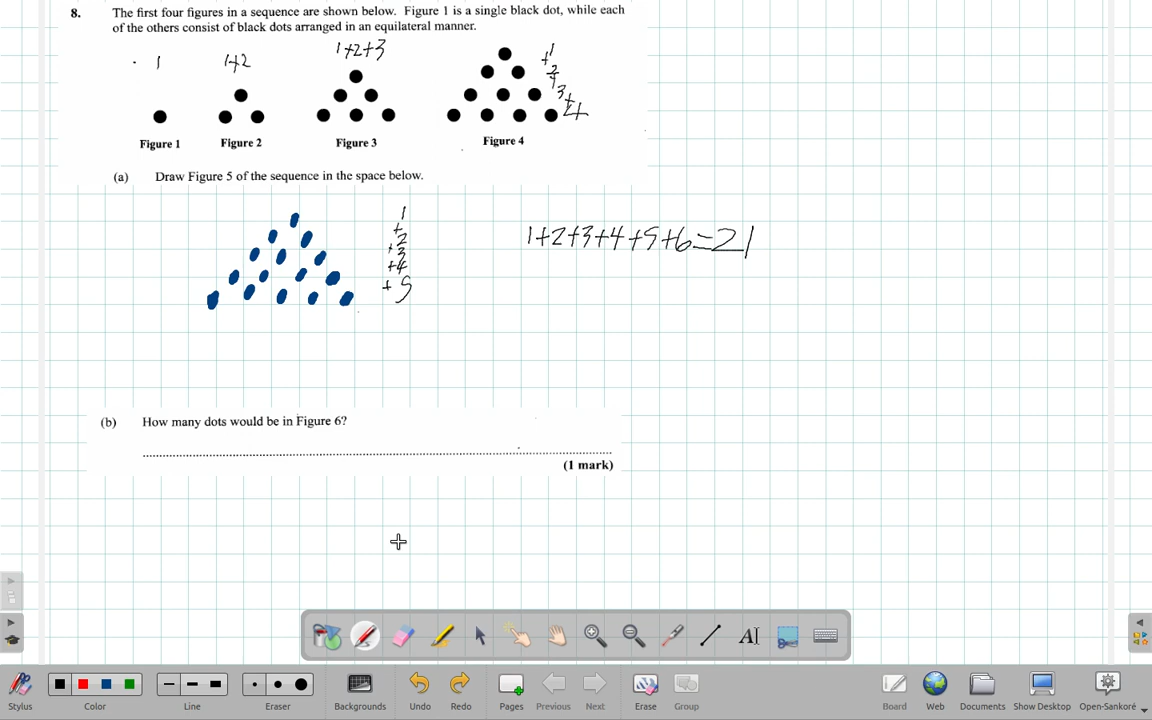 8. The first four figures in a sequence are shown below. Figure 1 is a single black dot, while each
of the others consist of black dots arranged in an equilateral manner.
1
1+2
1+2+3
+1
+2
+3
+4
Figure 1
Figure 2
Figure 3
Figure 4
(a) Draw Figure 5 of the sequence in the space below.
1
+
2
+3
+4
+5
1+2+3+4+5+6=21
(b) How many dots would be in Figure 6?
(1 mark)
Stylus
Color
Line
Eraser
Backgrounds
Undo
Redo
Pages
Previous
Next
Erase
Group
Board
Web
Documents
Show Desktop
Open-Sankoré